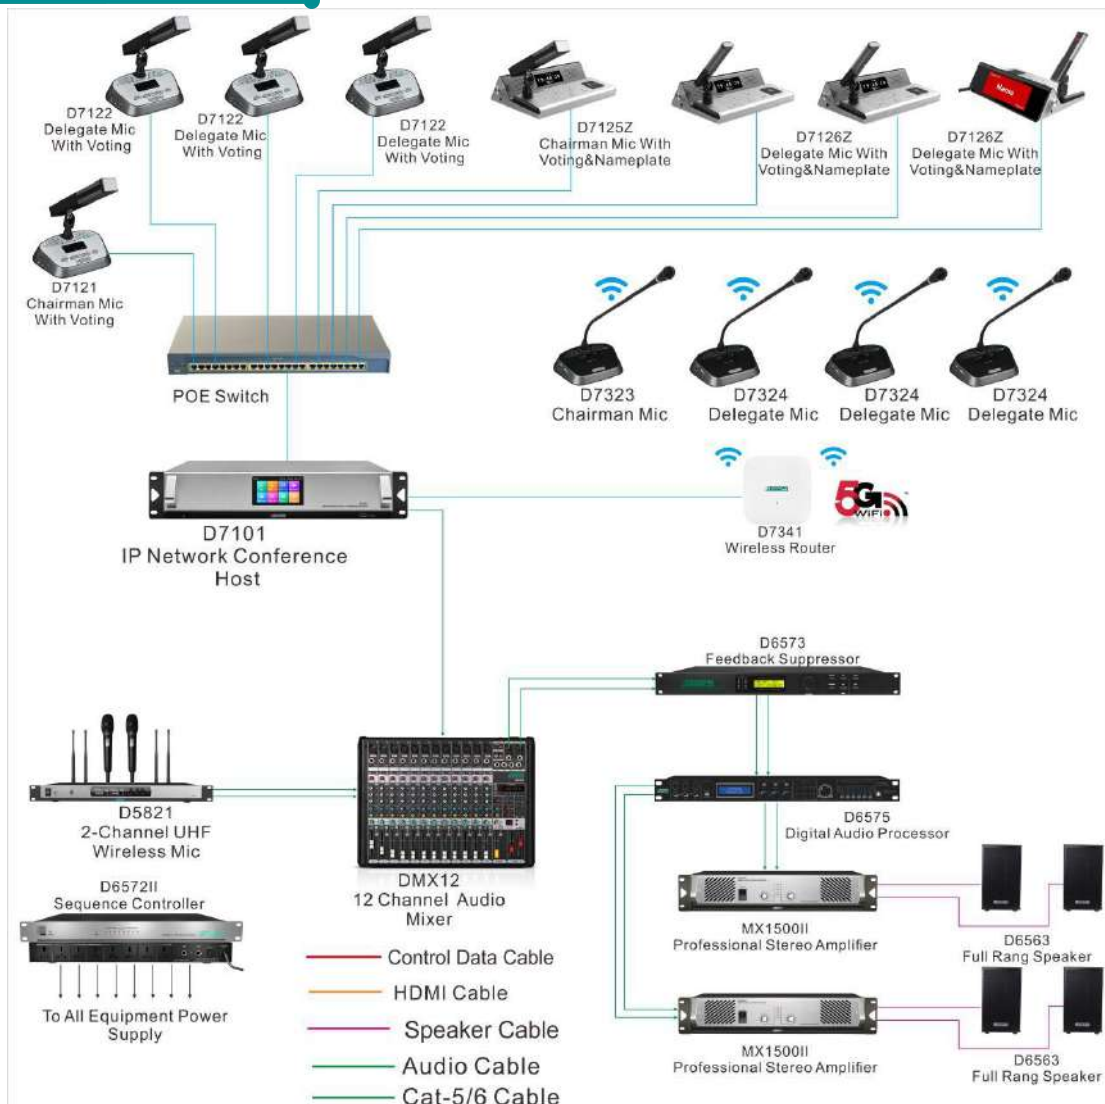 D7122
Delegate Mic
With Voting
D7122
Delegate Mic
With Voting
D7122
Delegate Mic
With Voting
D7125Z
Chairman Mic With
Voting&Nameplate
D7126Z
Delegate Mic With
Voting&Nameplate
D7126Z
Delegate Mic With
Voting&Nameplate
D7121
Chairman Mic
With Voting
POE Switch
D7323
Chairman Mic
D7324
Delegate Mic
D7324
Delegate Mic
D7324
Delegate Mic
D7101
IP Network Conference
Host
D7341
Wireless Router
5G
WiFi
D6573
Feedback Suppressor
D5821
2-Channel UHF
Wireless Mic
DMX12
12 Channel Audio
Mixer
D6575
Digital Audio Processor
D6572II
Sequence Controller
To All Equipment Power
Supply
MX1500II
Professional Stereo Amplifier
D6563
Full Rang Speaker
MX1500II
Professional Stereo Amplifier
D6563
Full Rang Speaker
Control Data Cable
HDMI Cable
Speaker Cable
Audio Cable
Cat-5/6 Cable